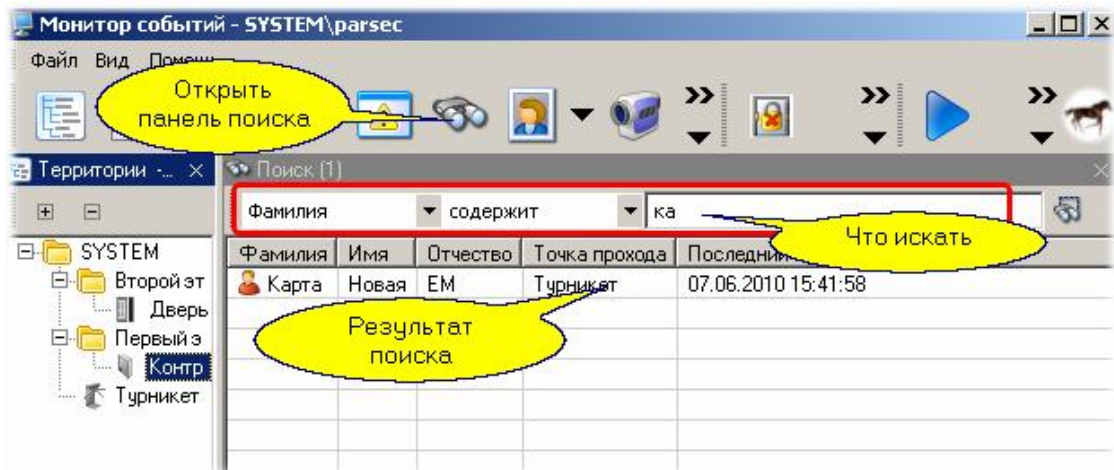 Монитор событий - SYSTEM\parsec
Файл Вид
Открыть
панель поиска
Территории -...
Поиск (1)
Фамилия содержит ка
Что искать
SYSTEM
Второй эт
Дверь
Первый э
Контр
Турникет
Фамилия Имя Отчество Точка прохода
Карта Новая EM Турникет 07.06.2010 15:41:58
Результат
поиска